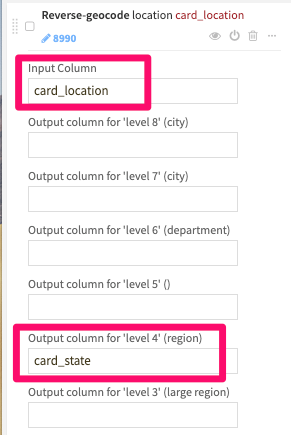 Reverse-geocode location card_location
8990
Input Column
card_location
Output column for 'level 8' (city)
Output column for 'level 7' (city)
Output column for 'level 6' (department)
Output column for 'level 5' ()
Output column for 'level 4' (region)
card_state
Output column for 'level 3' (large region)